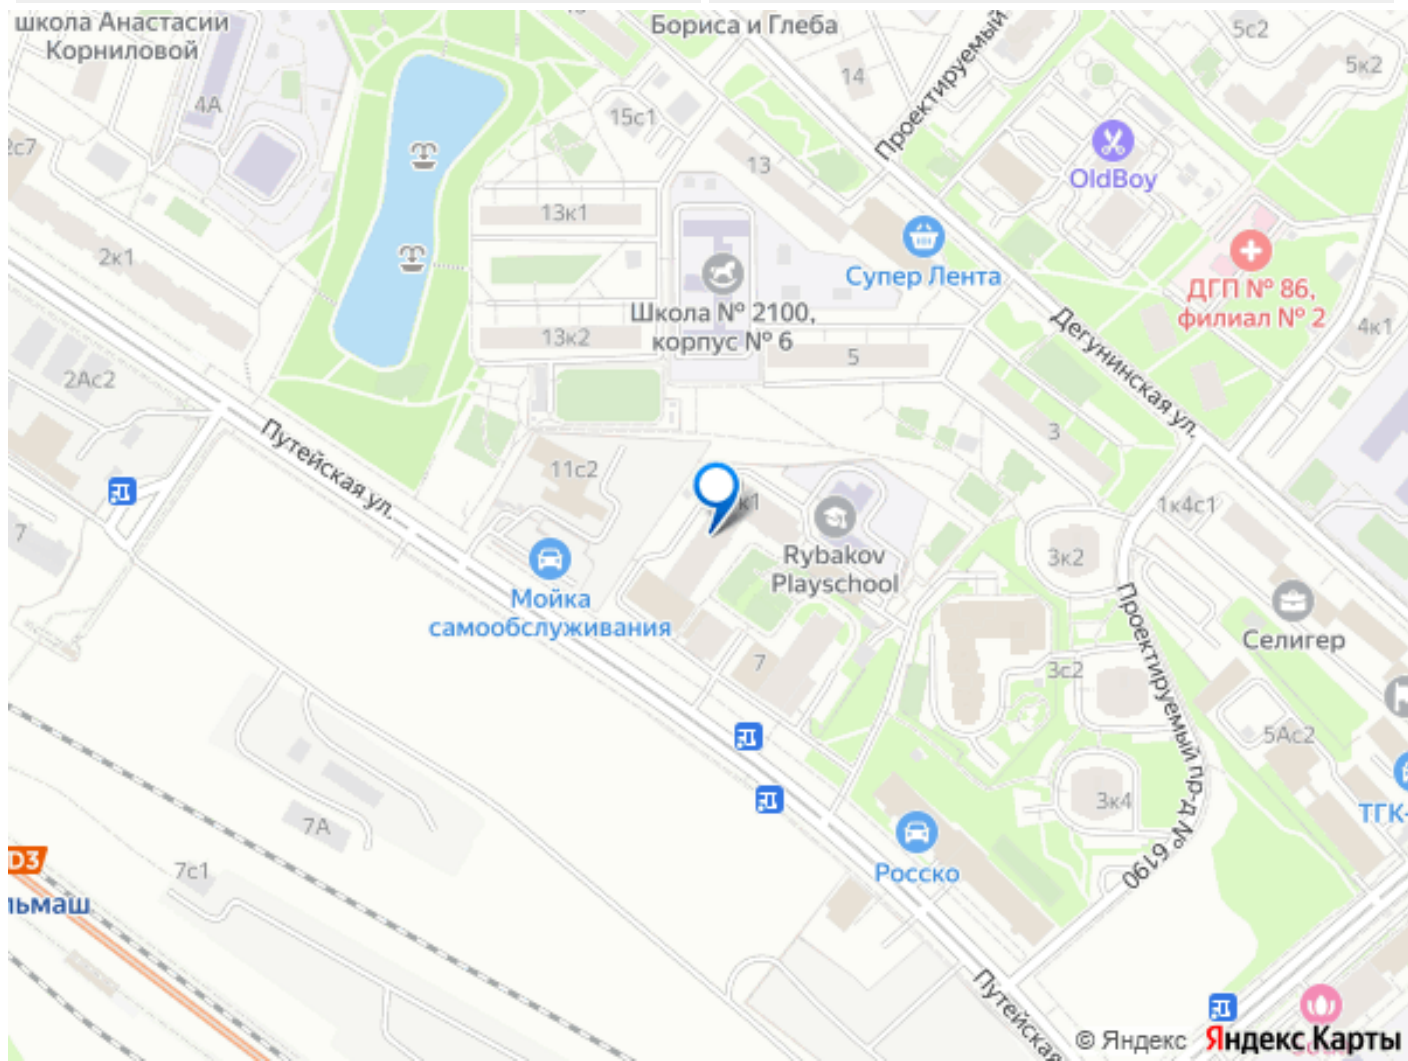 школа Анастасии
Корниловой
Бориса и Глеба
Проектируемый
5с2
5к2
14
4А
15с1
2с7
13
OldBoy
13к1
2к1
Супер Лента
ДГП № 86,
филиал № 2
Школа № 2100,
корпус № 6
13к2
5
4к1
Дегунинская ул.
2Ас2
3
Путейская ул.
11с2
к1
1к4с1
7
Rybakov
Playschool
3к2
Мойка
самообслуживания
Проектируемый пр-д № 6190
Селигер
7
3с2
5Ас2
3к4
ТГК-
7А
D3
7с1
Росско
льмаш
Путейская
© Яндекс Яндекс Карты